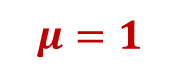 μ = 1